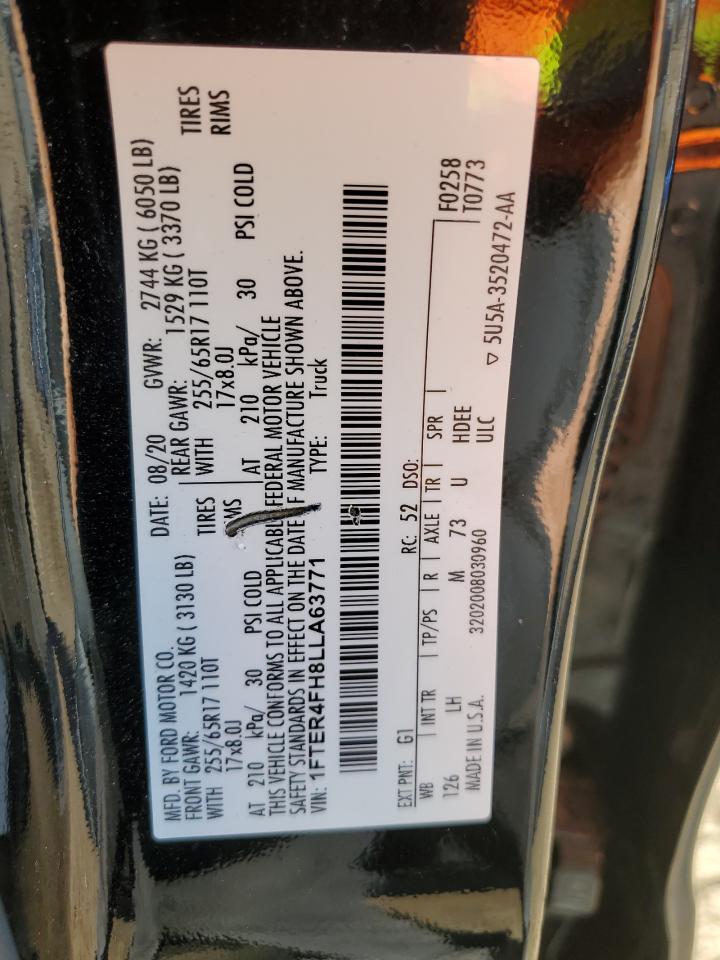 MFD. BY FORD MOTOR CO. DATE: 08/20 GVWR: 2744 KG ( 6050 LB)
FRONT GAWR: 1420 KG ( 3130 LB) REAR GAWR: 1529 KG ( 3370 LB)
WITH 255/65R17 110T TIRES WITH 255/65R17 110T TIRES
17x8.0J 17x8.0J RIMS
AT 210 kPa/ 30 PSI COLD AT 210 kPa/ 30 PSI COLD
THIS VEHICLE CONFORMS TO ALL APPLICABLE FEDERAL MOTOR VEHICLE
SAFETY STANDARDS IN EFFECT ON THE DATE OF MANUFACTURE SHOWN ABOVE.
VIN: 1FTER4FH8LLA63771 TYPE: Truck
EXT PNT: G1 RC: 52 DSO: F0258
WB INT TR TP/PS R AXLE TR SPR T0773
126 LH M 73 U HDEE
ULC
MADE IN U.S.A. 3202008030960 ▽ 5U5A-3520472-AA